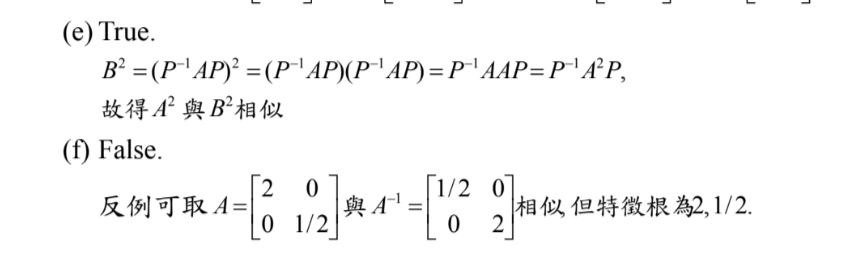 (e) True.
B² = (P⁻¹AP)² = (P⁻¹AP)(P⁻¹AP) = P⁻¹AAP = P⁻¹A²P,
故得 A² 與 B² 相似
(f) False.
反例可取 A = [2 0; 0 1/2] 與 A⁻¹ = [1/2 0; 0 2] 相似, 但特徵根為2, 1/2.